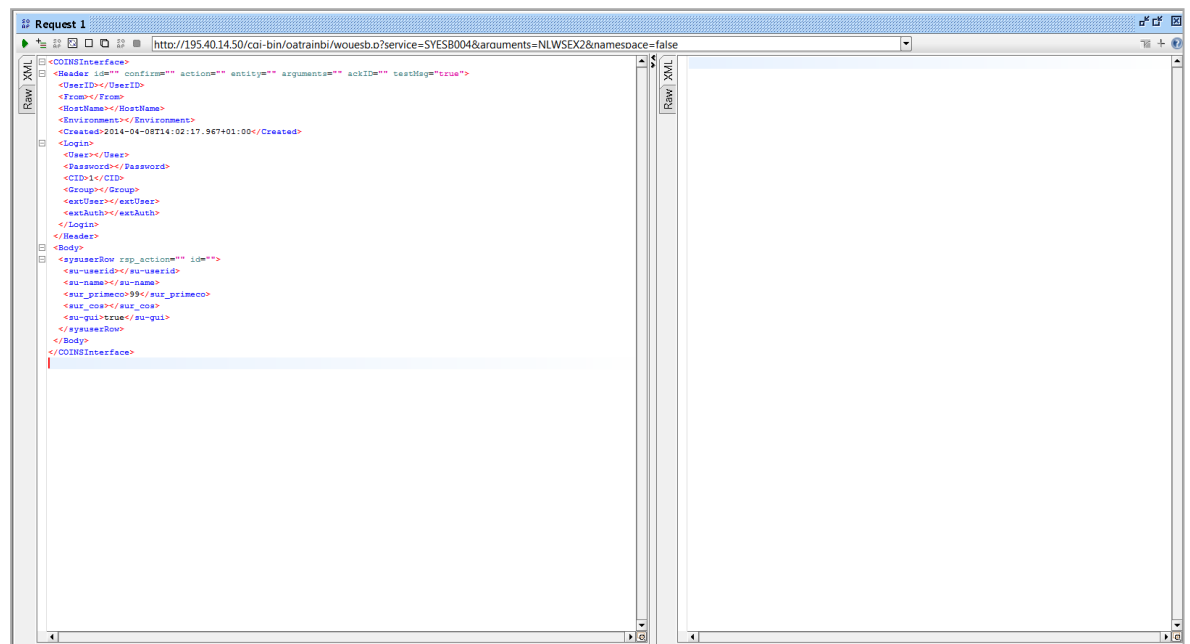 Request 1
http://195.40.14.50/cgi-bin/oatrainbi/wouesb.p?service=SYESB004&arguments=NLWSEX2&namespace=false
XML
Raw
<COINSInterface>
<Header id="" confirm="" action="" entity="" arguments="" ackID="" testMsg="true">
<UserID></UserID>
<From></From>
<HostName></HostName>
<Environment></Environment>
<Created>2014-04-08T14:02:17.967+01:00</Created>
<Login>
<User></User>
<Password></Password>
<CID>1</CID>
<Group></Group>
<extUser></extUser>
<extAuth></extAuth>
</Login>
</Header>
<Body>
<sysuserRow rsp_action="" id="">
<su-userid></su-userid>
<su-name></su-name>
<sur_primeco>99</sur_primeco>
<sur_cos></sur_cos>
<su-gui>true</su-gui>
</sysuserRow>
</Body>
</COINSInterface>
XML
Raw